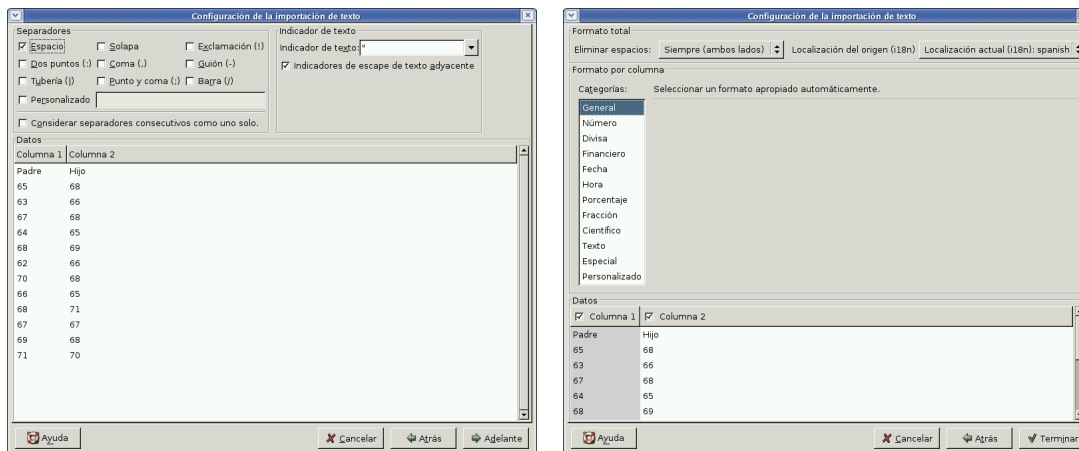 Configuración de la importación de texto
Separadores
Espacio Solapa Exclamación (!)
Dos puntos (:) Coma (,) Guión (-)
Tubería (|) Punto y coma (;) Barra (/)
Personalizado
Considerar separadores consecutivos como uno solo.
Indicador de texto
Indicador de texto: "
Indicadores de escape de texto adyacente
Datos
Columna 1 Columna 2
Padre Hijo
65 68
63 66
67 68
64 65
68 69
62 66
70 68
66 65
68 71
67 67
69 68
71 70
Ayuda Cancelar Atrás Adelante
Configuración de la importación de texto
Formato total
Eliminar espacios: Siempre (ambos lados) Localización del origen (i18n) Localización actual (i18n): spanish
Formato por columna
Categorías: Seleccionar un formato apropiado automáticamente.
General
Número
Divisa
Financiero
Fecha
Hora
Porcentaje
Fracción
Científico
Texto
Especial
Personalizado
Datos
Columna 1 Columna 2
Padre Hijo
65 68
63 66
67 68
64 65
68 69
Ayuda Cancelar Atrás Terminar